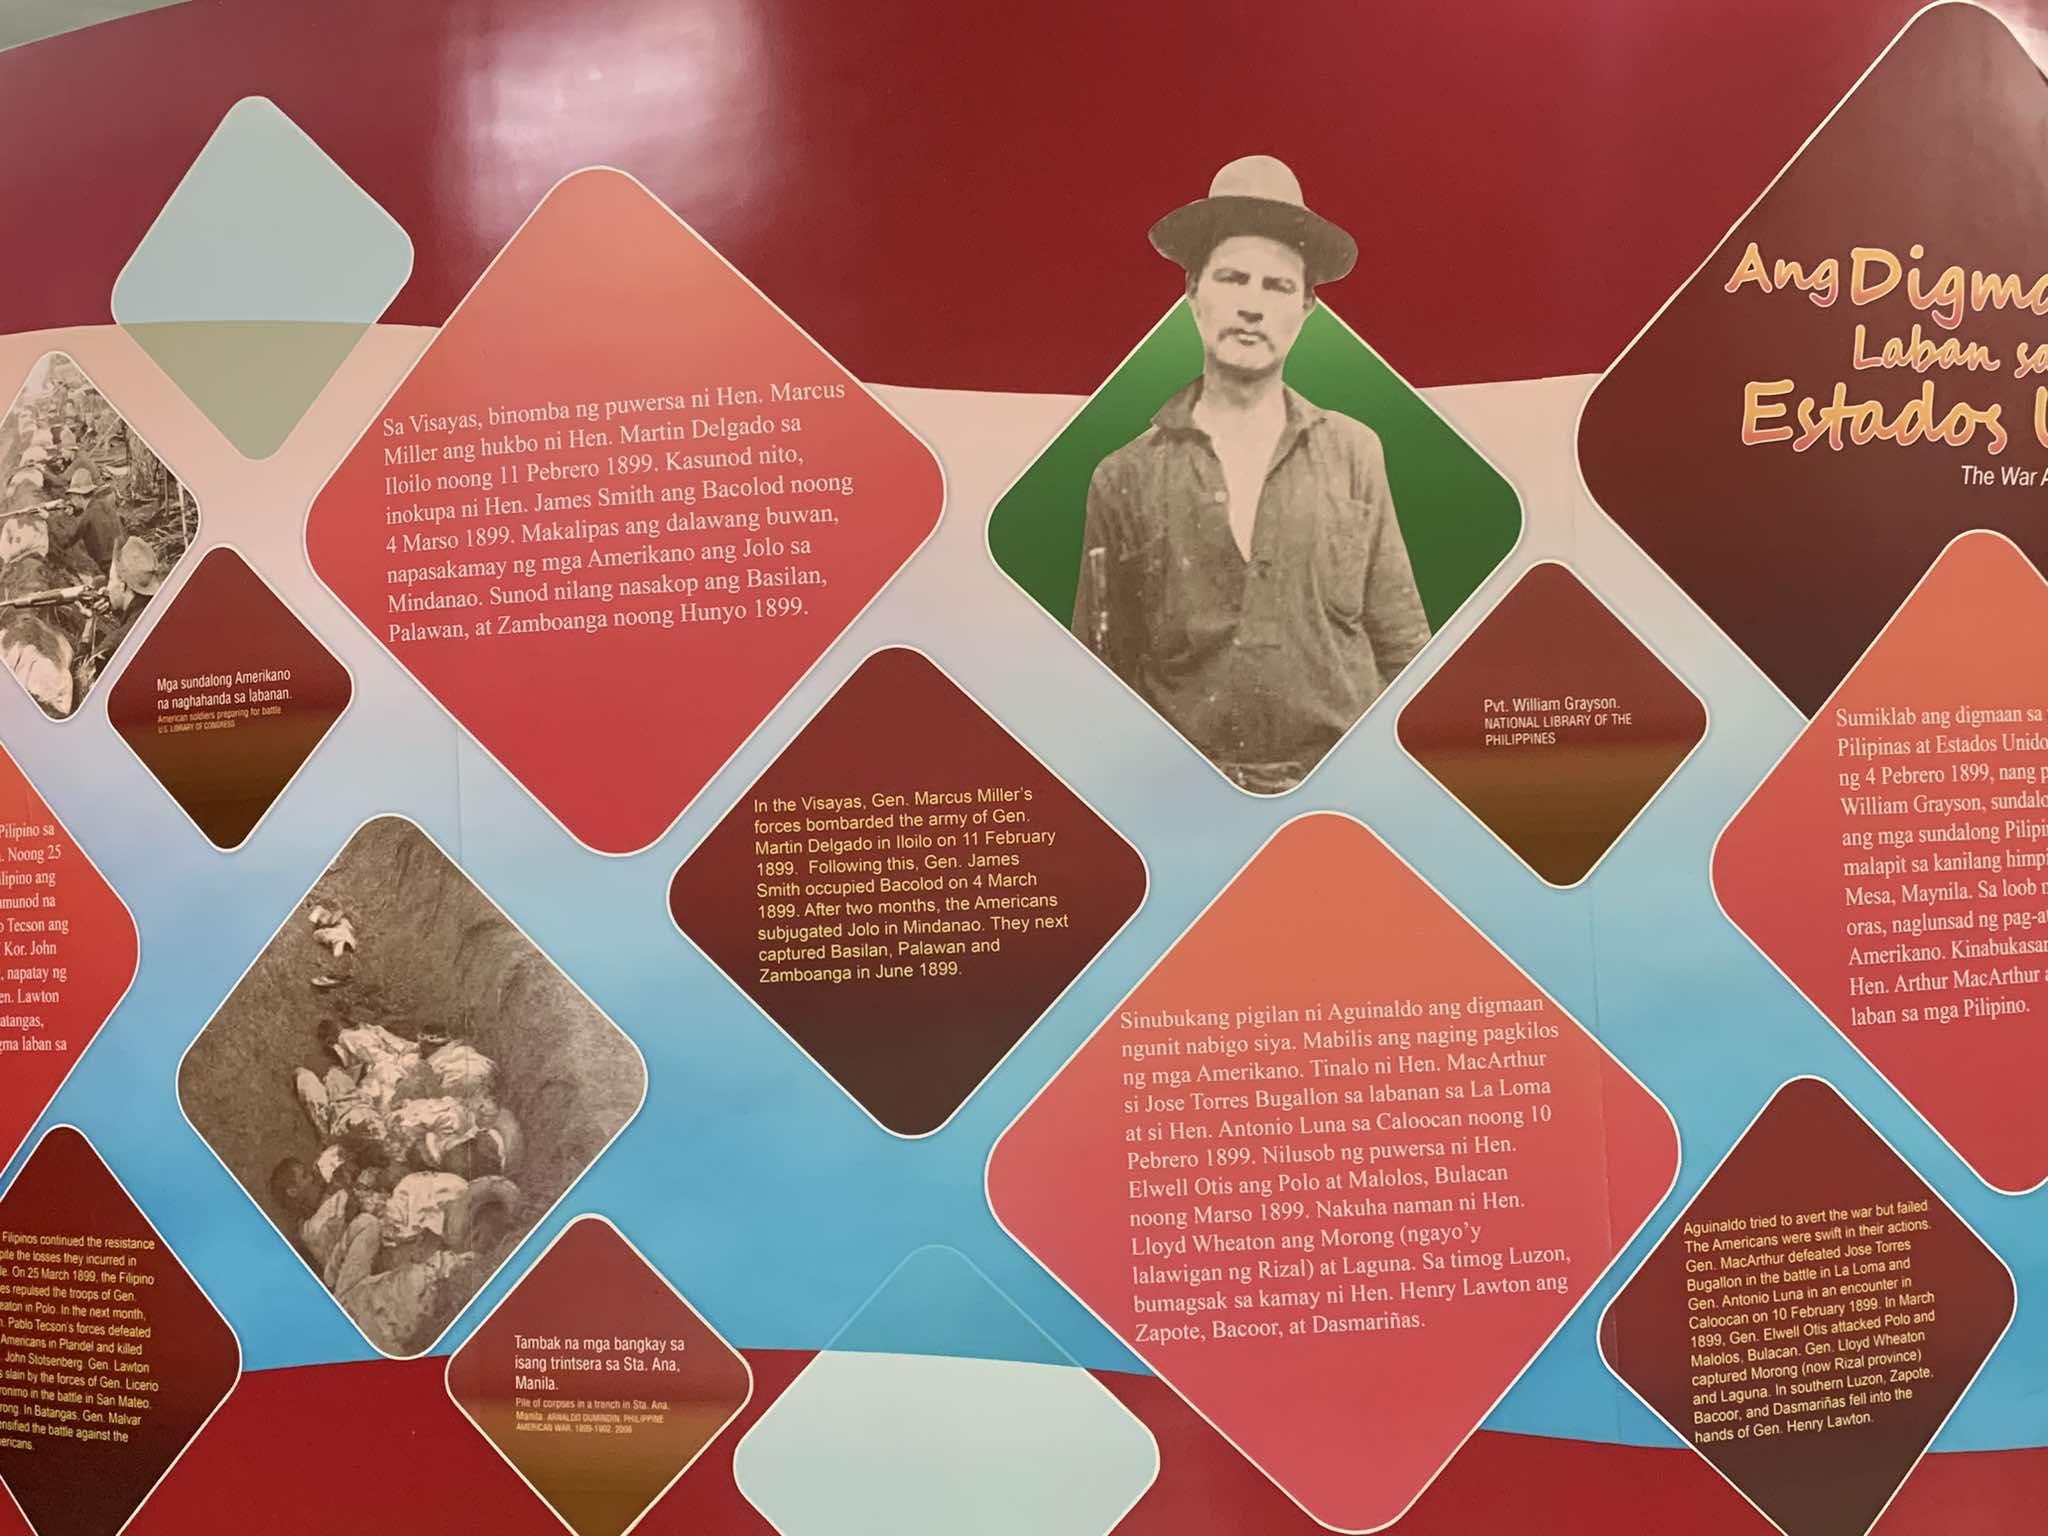 Ang Digma
Laban sa
Estados
The War
Sa Visayas, binomba ng puwersa ni Hen. Marcus
Miller ang hukbo ni Hen. Martin Delgado sa
Iloilo noong 11 Pebrero 1899. Kasunod nito,
inokupa ni Hen. James Smith ang Bacolod noong
4 Marso 1899. Makalipas ang dalawang buwan,
napasakamay ng mga Amerikano ang Jolo sa
Mindanao. Sunod nilang nasakop ang Basilan,
Palawan, at Zamboanga noong Hunyo 1899.
Mga sundalong Amerikano
na naghahanda sa labanan.
American soldiers preparing for battle
U.S. LIBRARY OF CONGRESS
Pvt. William Grayson.
NATIONAL LIBRARY OF THE
PHILIPPINES
In the Visayas, Gen. Marcus Miller's
forces bombarded the army of Gen.
Martin Delgado in Iloilo on 11 February
1899. Following this, Gen. James
Smith occupied Bacolod on 4 March
1899. After two months, the Americans
subjugated Jolo in Mindanao. They next
captured Basilan, Palawan and
Zamboanga in June 1899.
Sumiklab ang digmaan sa
Pilipinas at Estados Unido
ng 4 Pebrero 1899, nang
William Grayson, sundalo
ang mga sundalong Pilipi
malapit sa kanilang himpi
Mesa, Maynila. Sa loob
oras, naglunsad ng pag-at
Amerikano. Kinabukasan
Hen. Arthur MacArthur
laban sa mga Pilipino.
Pilipino sa
. Noong 25
ilipino ang
amunod na
o Tecson ang
Kor. John
, napatay ng
en. Lawton
atangas,
gma laban sa
Sinubukang pigilan ni Aguinaldo ang digmaan
ngunit nabigo siya. Mabilis ang naging pagkilos
ng mga Amerikano. Tinalo ni Hen. MacArthur
si Jose Torres Bugallon sa labanan sa La Loma
at si Hen. Antonio Luna sa Caloocan noong 10
Pebrero 1899. Nilusob ng puwersa ni Hen.
Elwell Otis ang Polo at Malolos, Bulacan
noong Marso 1899. Nakuha naman ni Hen.
Lloyd Wheaton ang Morong (ngayo'y
lalawigan ng Rizal) at Laguna. Sa timog Luzon,
bumagsak sa kamay ni Hen. Henry Lawton ang
Zapote, Bacoor, at Dasmariñas.
Aguinaldo tried to avert the war but failed.
The Americans were swift in their actions.
Gen. MacArthur defeated Jose Torres
Bugallon in the battle in La Loma and
Gen. Antonio Luna in an encounter in
Caloocan on 10 February 1899. In March
1899, Gen. Elwell Otis attacked Polo and
Malolos, Bulacan. Gen. Lloyd Wheaton
captured Morong (now Rizal province)
and Laguna. In southern Luzon, Zapote,
Bacoor, and Dasmariñas fell into the
hands of Gen. Henry Lawton.
Filipinos continued the resistance
pite the losses they incurred in
le. On 25 March 1899, the Filipino
es repulsed the troops of Gen.
eaton in Polo. In the next month,
n. Pablo Tecson's forces defeated
Americans in Plaridel and killed
John Stotsenberg. Gen. Lawton
s slain by the forces of Gen. Licerio
ronimo in the battle in San Mateo,
rong. In Batangas, Gen. Malvar
ensified the battle against the
ericans.
Tambak na mga bangkay sa
isang trintsera sa Sta. Ana,
Manila.
Pile of corpses in a trench in Sta. Ana,
Manila. ARNALDO DUMINDIN, PHILIPPINE
AMERICAN WAR, 1899-1902, 2006